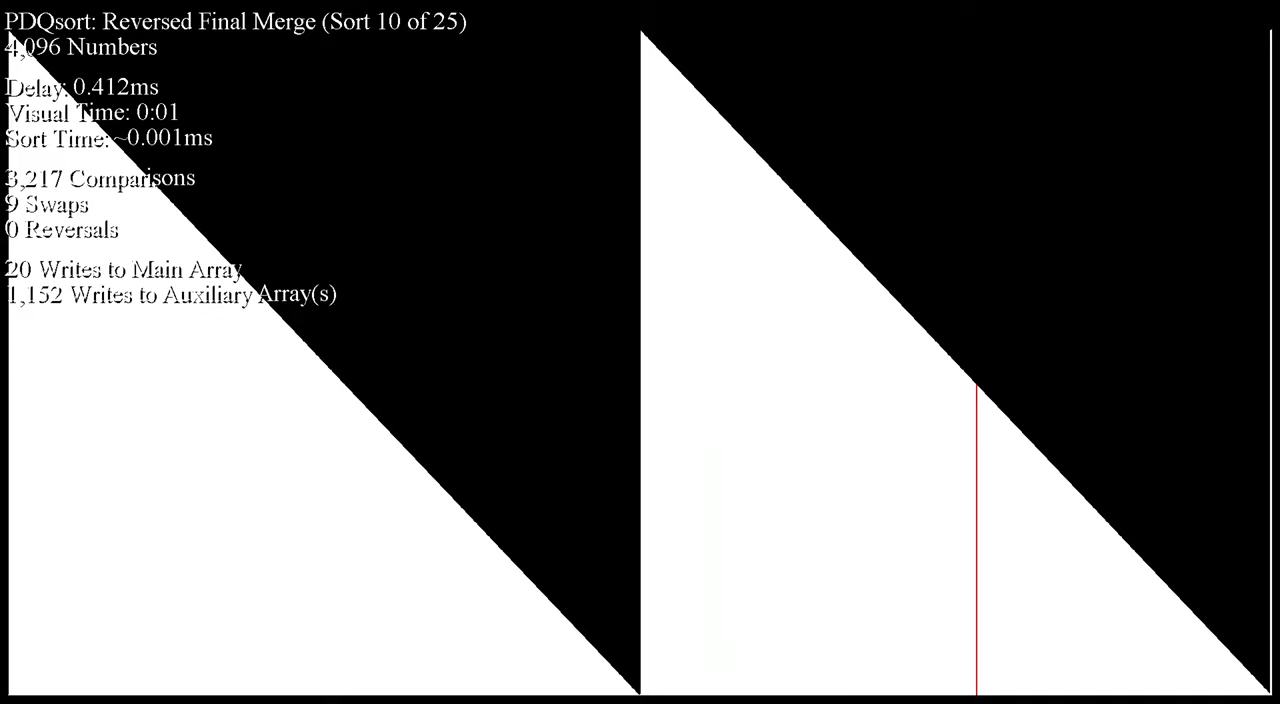 PDQsort: Reversed Final Merge (Sort 10 of 25)
4,096 Numbers
Delay: 0.412ms
Visual Time: 0:01
Sort Time: ~0.001ms
3,217 Comparisons
9 Swaps
0 Reversals
20 Writes to Main Array
1,152 Writes to Auxiliary Array(s)